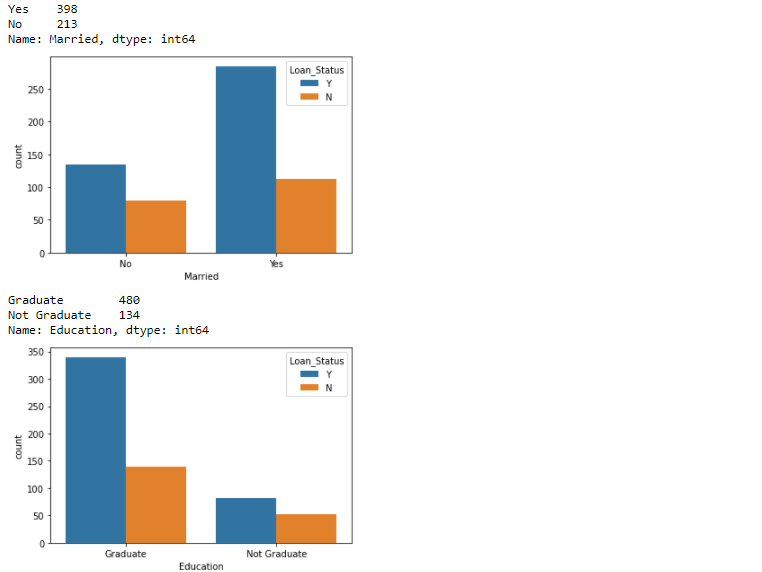 Yes    398
No     213
Name: Married, dtype: int64
Loan_Status
Y
N
250
200
150
100
50
0
count
No Yes
Married
Graduate        480
Not Graduate    134
Name: Education, dtype: int64
Loan_Status
Y
N
350
300
250
200
150
100
50
0
count
Graduate Not Graduate
Education